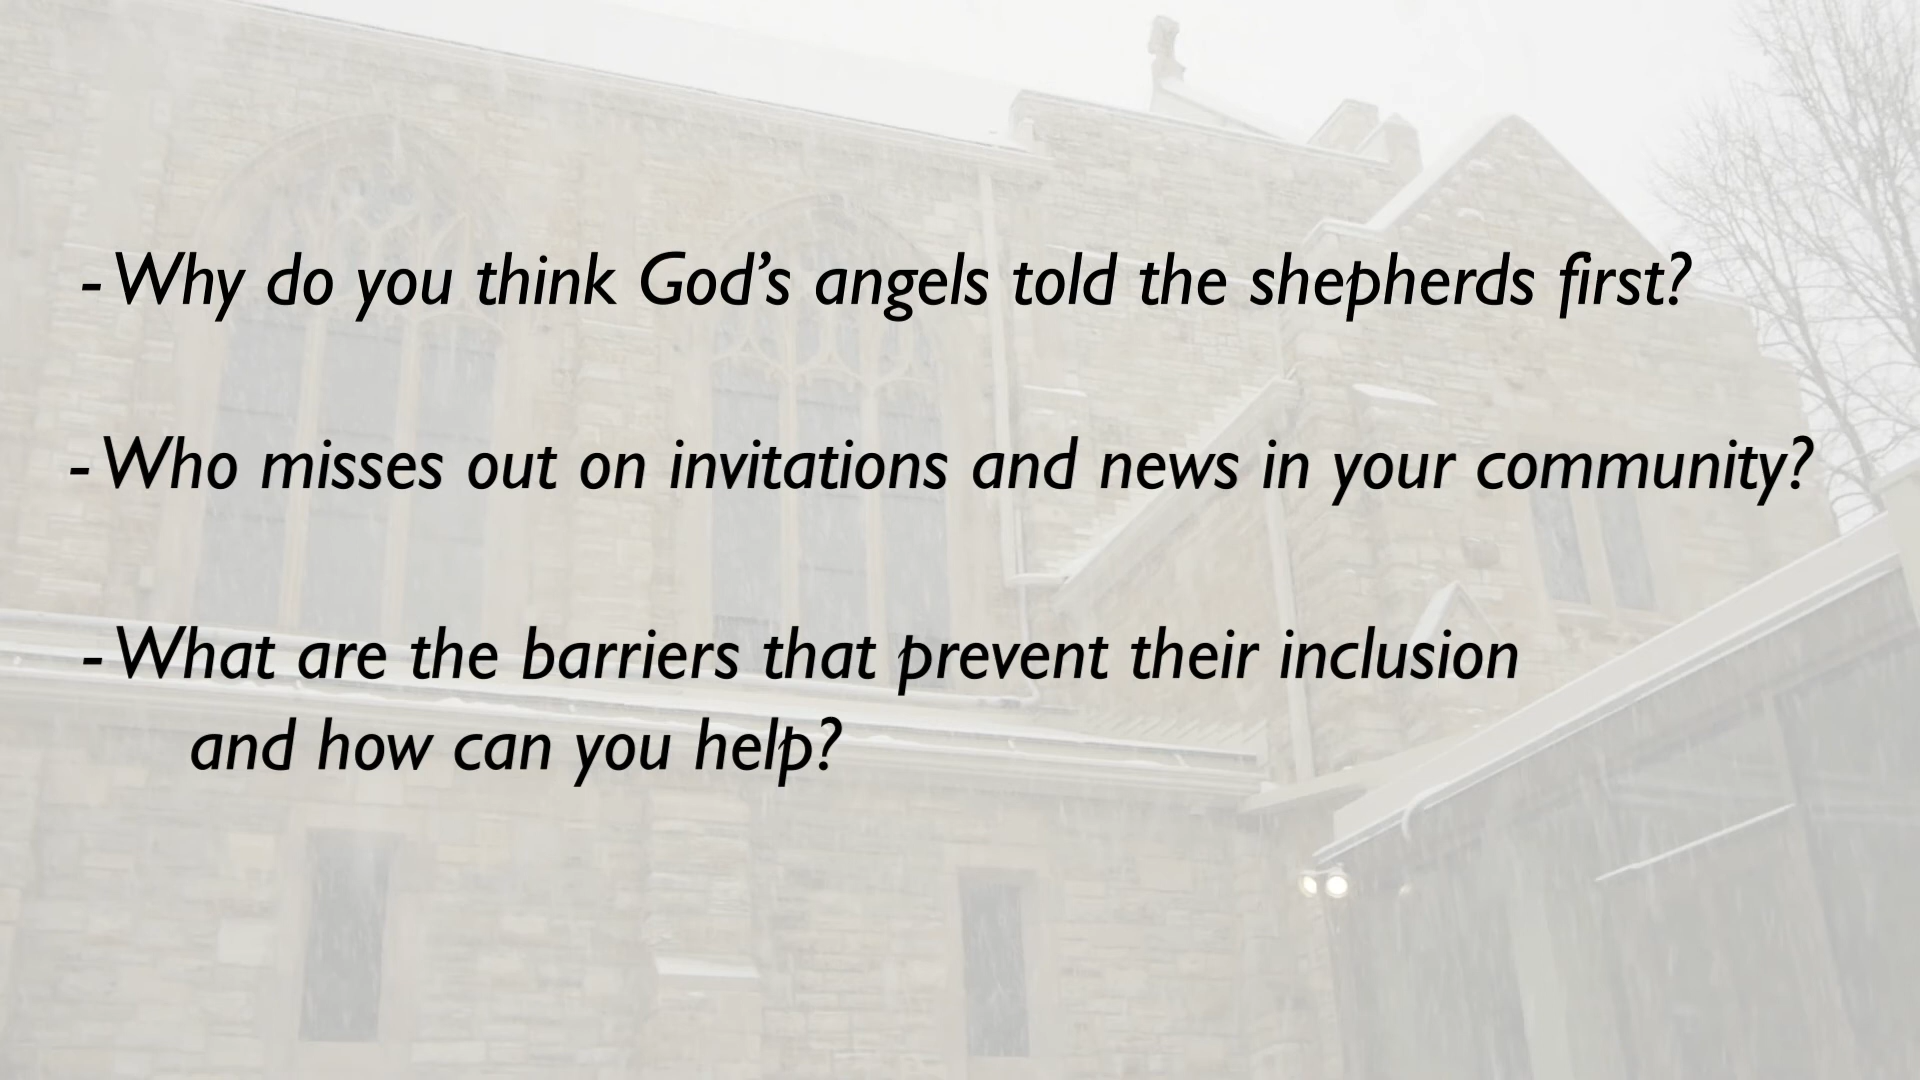 - Why do you think God’s angels told the shepherds first?
- Who misses out on invitations and news in your community?
- What are the barriers that prevent their inclusion
and how can you help?